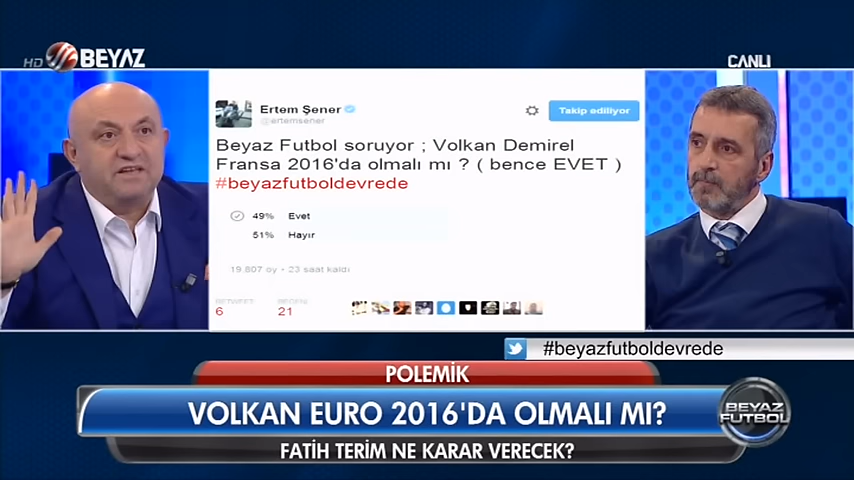 HD BEYAZ
CANLI
Ertem Şener
@ertemsener
Takip ediliyor
Beyaz Futbol soruyor ; Volkan Demirel
Fransa 2016'da olmalı mı ? ( bence EVET )
#beyazfutboldevrede
49% Evet
51% Hayır
19.807 oy • 23 saat kaldı
RETWEET
6
BEĞENİ
21
#beyazfutboldevrede
POLEMİK
VOLKAN EURO 2016'DA OLMALI MI?
BEYAZ
FUTBOL
FATİH TERİM NE KARAR VERECEK?